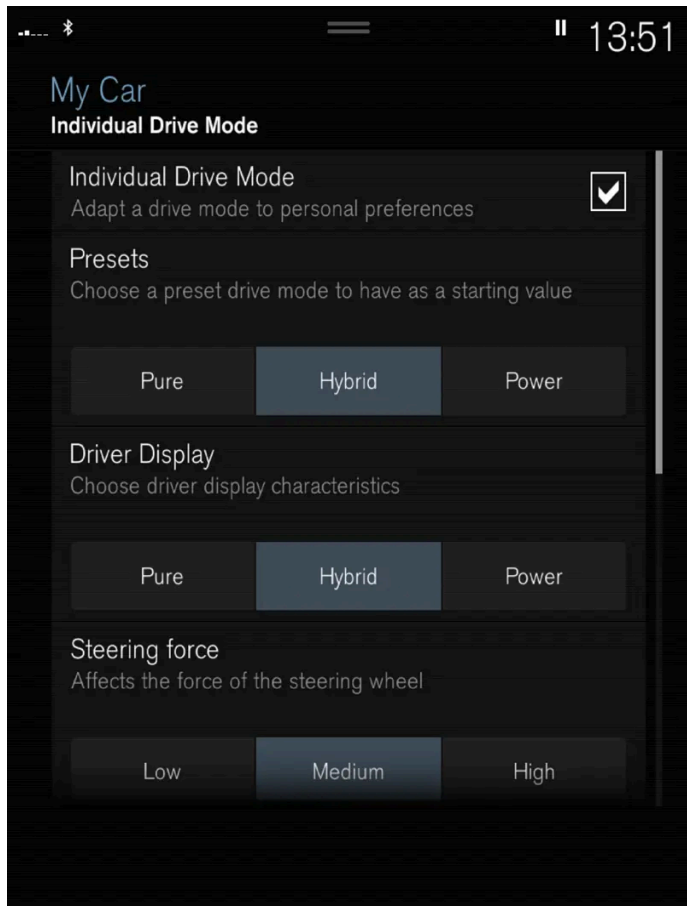 13:51
My Car
Individual Drive Mode
Individual Drive Mode
Adapt a drive mode to personal preferences
Presets
Choose a preset drive mode to have as a starting value
Pure Hybrid Power
Driver Display
Choose driver display characteristics
Pure Hybrid Power
Steering force
Affects the force of the steering wheel
Low Medium High